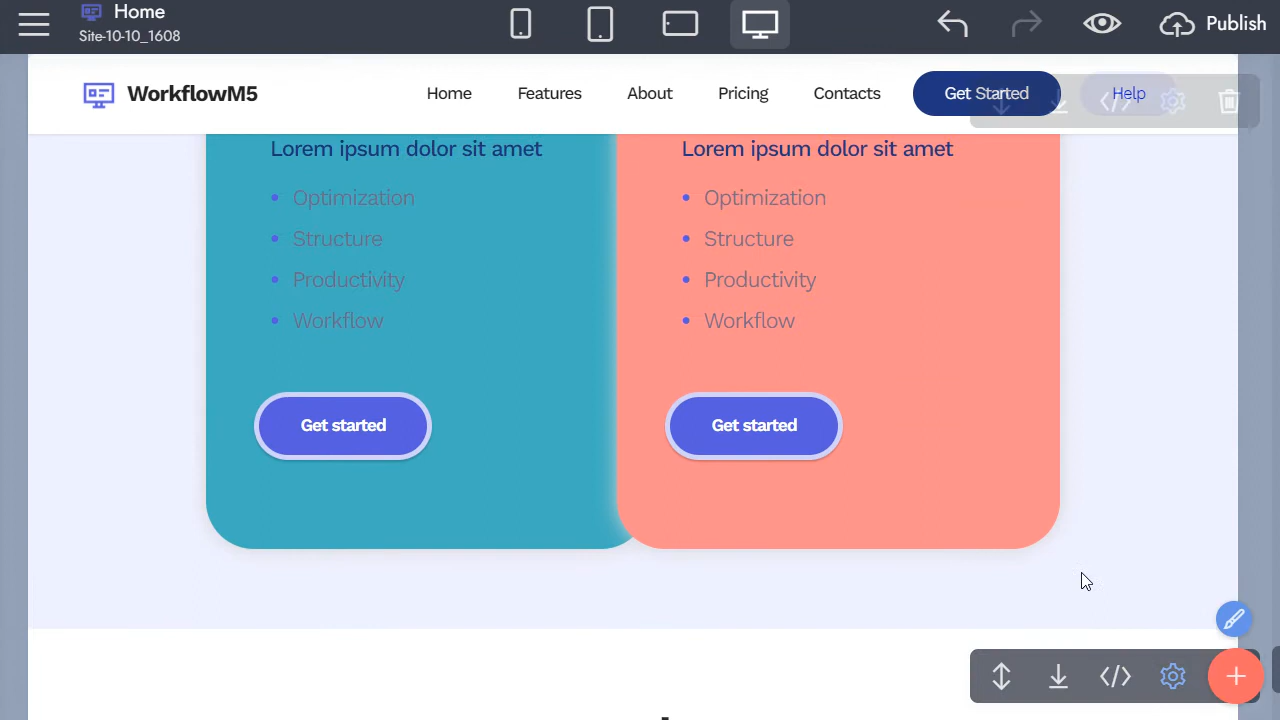 Home
Site-10-10_1608
Publish
WorkflowM5
Home Features About Pricing Contacts Get Started Help
Lorem ipsum dolor sit amet
Optimization
Structure
Productivity
Workflow
Get started
Lorem ipsum dolor sit amet
Optimization
Structure
Productivity
Workflow
Get started